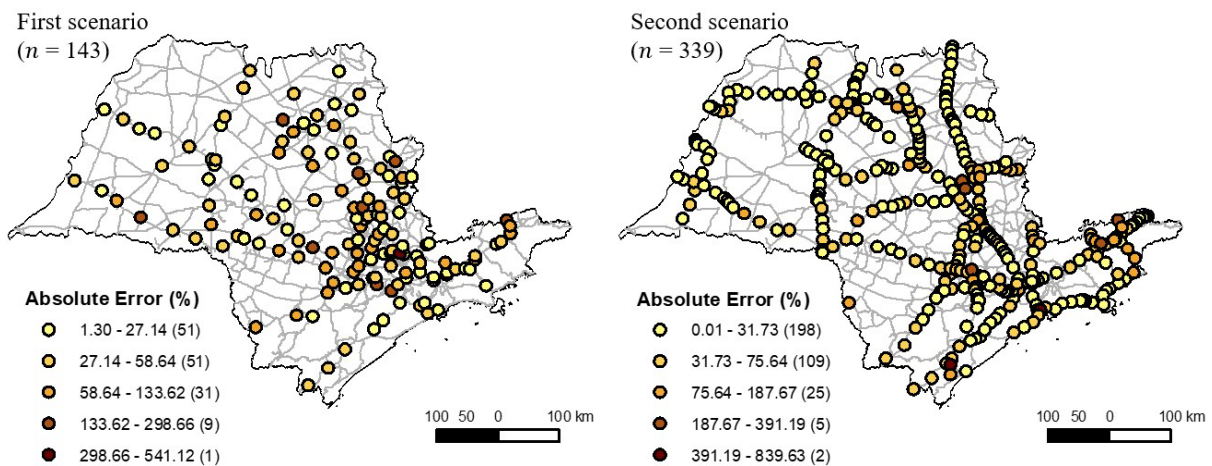 First scenario
(n = 143)
Absolute Error (%)
1.30 - 27.14 (51)
27.14 - 58.64 (51)
58.64 - 133.62 (31)
133.62 - 298.66 (9)
298.66 - 541.12 (1)
100 50 0 100 km
Second scenario
(n = 339)
Absolute Error (%)
0.01 - 31.73 (198)
31.73 - 75.64 (109)
75.64 - 187.67 (25)
187.67 - 391.19 (5)
391.19 - 839.63 (2)
100 50 0 100 km